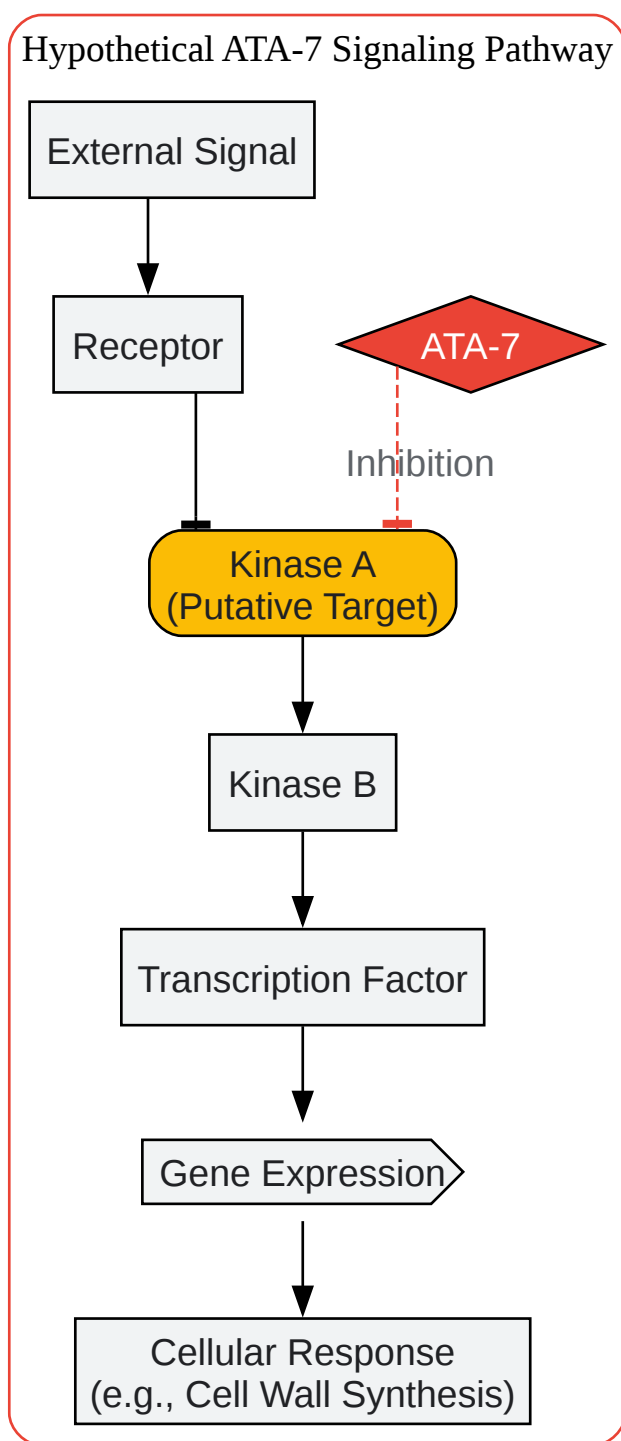 Hypothetical ATA-7 Signaling Pathway
External Signal
Receptor
ATA-7
Inhibition
Kinase A
(Putative Target)
Kinase B
Transcription Factor
Gene Expression
Cellular Response
(e.g., Cell Wall Synthesis)